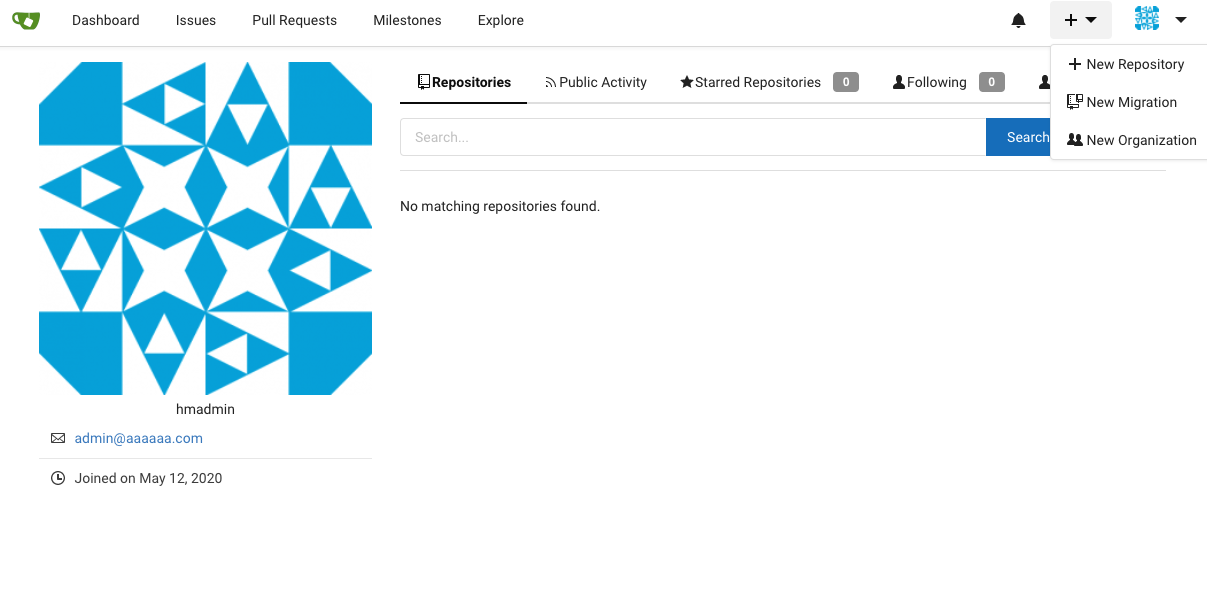 Dashboard Issues Pull Requests Milestones Explore
New Repository
New Migration
New Organization
Repositories Public Activity Starred Repositories 0 Following 0
Search... Search
No matching repositories found.
hmadmin
admin@aaaaaa.com
Joined on May 12, 2020